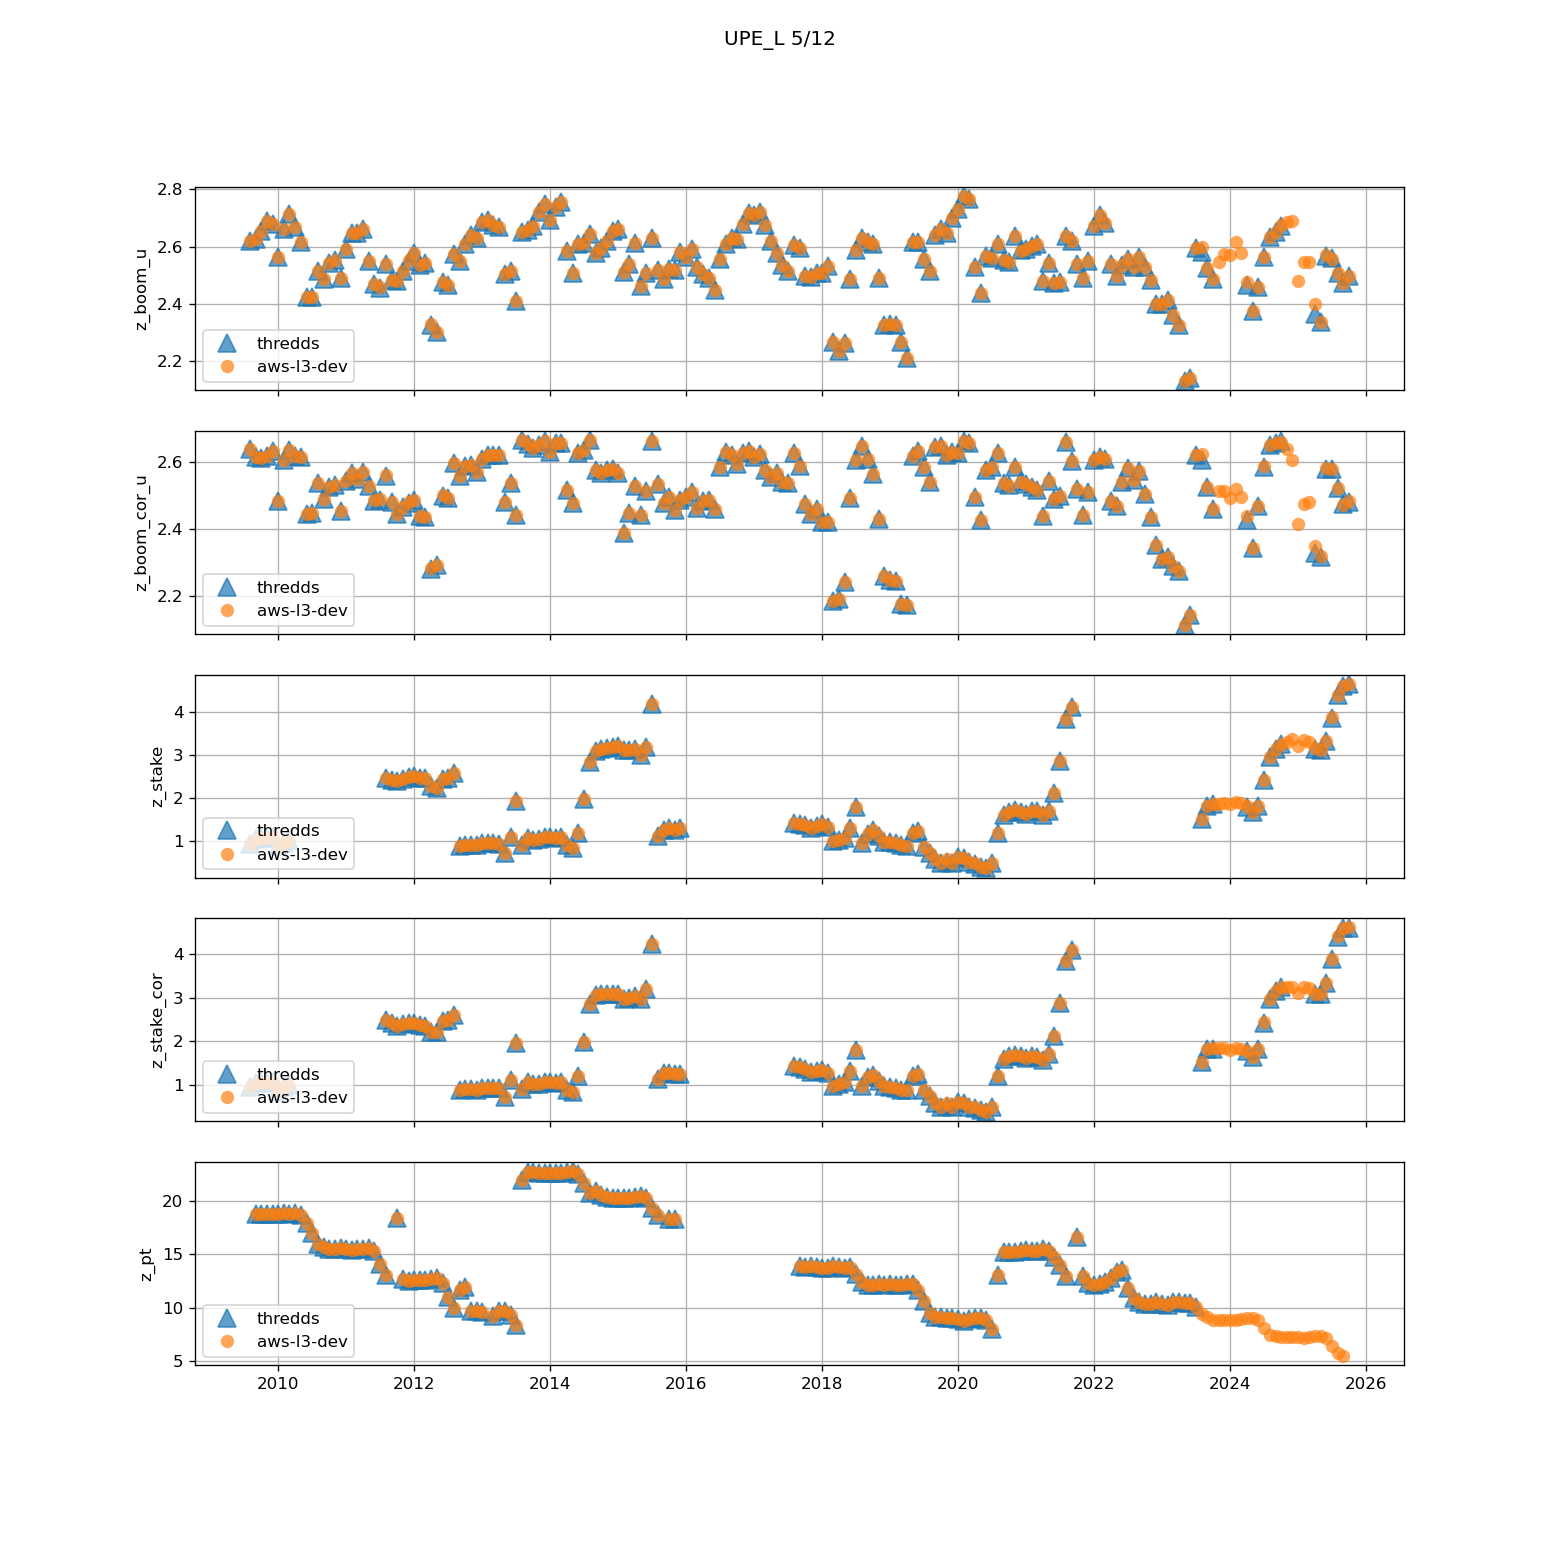 UPE_L 5/12
2.8
2.6
2.4
2.2
z_boom_u
thredds
aws-l3-dev
2.6
2.4
2.2
z_boom_cor_u
thredds
aws-l3-dev
4
3
2
1
z_stake
thredds
aws-l3-dev
4
3
2
1
z_stake_cor
thredds
aws-l3-dev
20
15
10
5
z_pt
thredds
aws-l3-dev
2010 2012 2014 2016 2018 2020 2022 2024 2026